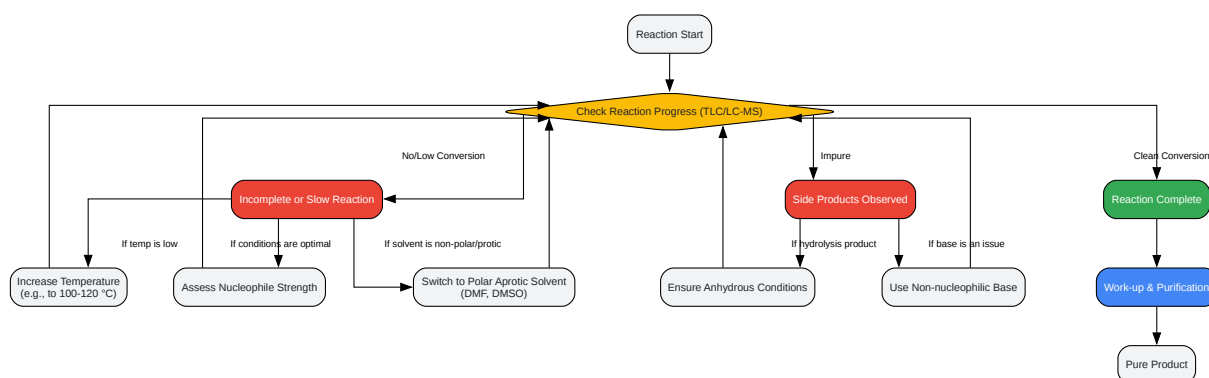 Reaction Start
Check Reaction Progress (TLC/LC-MS)
No/Low Conversion
Impure
Clean Conversion
Incomplete or Slow Reaction
Side Products Observed
Reaction Complete
If temp is low
If conditions are optimal
If solvent is non-polar/protic
If hydrolysis product
If base is an issue
Increase Temperature
(e.g., to 100-120 °C)
Assess Nucleophile Strength
Switch to Polar Aprotic Solvent
(DMF, DMSO)
Ensure Anhydrous Conditions
Use Non-nucleophilic Base
Work-up & Purification
Pure Product